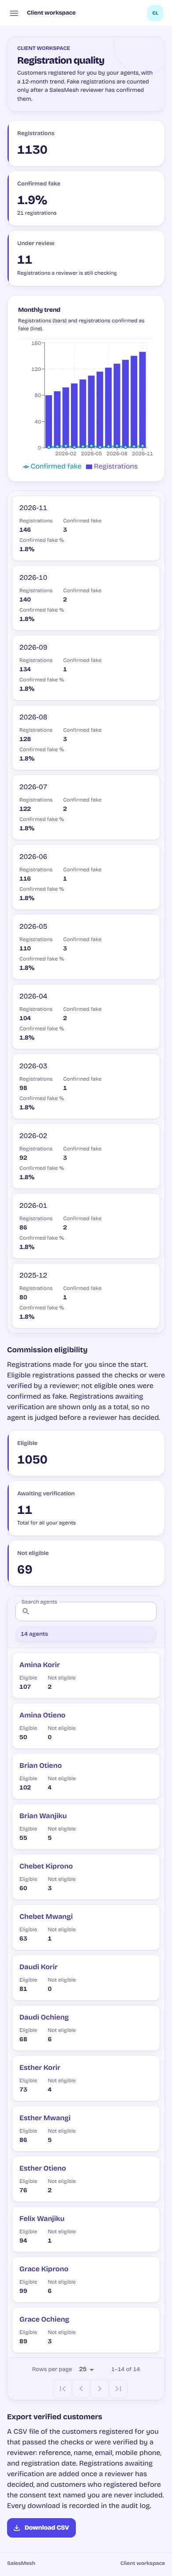 Client workspace
CL
CLIENT WORKSPACE
Registration quality
Customers registered for you by your agents, with
a 12-month trend. Fake registrations are counted
only after a SalesMesh reviewer has confirmed
them.
Registrations
1130
Confirmed fake
1.9%
21 registrations
Under review
11
Registrations a reviewer is still checking
Monthly trend
Registrations (bars) and registrations confirmed as
fake (line).
160
120
80
40
0
2026-02 2026-05 2026-08 2026-11
Confirmed fake Registrations
2026-11
Registrations Confirmed fake
146 3
Confirmed fake %
1.8%
2026-10
Registrations Confirmed fake
140 2
Confirmed fake %
1.8%
2026-09
Registrations Confirmed fake
134 1
Confirmed fake %
1.8%
2026-08
Registrations Confirmed fake
128 3
Confirmed fake %
1.8%
2026-07
Registrations Confirmed fake
122 2
Confirmed fake %
1.8%
2026-06
Registrations Confirmed fake
116 1
Confirmed fake %
1.8%
2026-05
Registrations Confirmed fake
110 3
Confirmed fake %
1.8%
2026-04
Registrations Confirmed fake
104 2
Confirmed fake %
1.8%
2026-03
Registrations Confirmed fake
98 1
Confirmed fake %
1.8%
2026-02
Registrations Confirmed fake
92 3
Confirmed fake %
1.8%
2026-01
Registrations Confirmed fake
86 2
Confirmed fake %
1.8%
2025-12
Registrations Confirmed fake
80 1
Confirmed fake %
1.8%
Commission eligibility
Registrations made for you since the start.
Eligible registrations passed the checks or were
verified by a reviewer; not eligible ones were
confirmed as fake. Registrations awaiting
verification are shown only as a total, so no
agent is judged before a reviewer has decided.
Eligible
1050
Awaiting verification
11
Total for all your agents
Not eligible
69
Search agents
14 agents
Amina Korir
Eligible Not eligible
107 2
Amina Otieno
Eligible Not eligible
50 0
Brian Otieno
Eligible Not eligible
102 4
Brian Wanjiku
Eligible Not eligible
55 5
Chebet Kiprono
Eligible Not eligible
60 3
Chebet Mwangi
Eligible Not eligible
63 1
Daudi Korir
Eligible Not eligible
81 0
Daudi Ochieng
Eligible Not eligible
68 6
Esther Korir
Eligible Not eligible
73 4
Esther Mwangi
Eligible Not eligible
86 5
Esther Otieno
Eligible Not eligible
76 2
Felix Wanjiku
Eligible Not eligible
94 1
Grace Kiprono
Eligible Not eligible
99 6
Grace Ochieng
Eligible Not eligible
89 3
Rows per page 25 1–14 of 14
Export verified customers
A CSV file of the customers registered for you
that passed the checks or were verified by a
reviewer: reference, name, email, mobile phone,
and registration date. Registrations awaiting
verification are added once a reviewer has
decided, and customers who registered before
the consent text named you are never included.
Every download is recorded in the audit log.
Download CSV
SalesMesh Client workspace